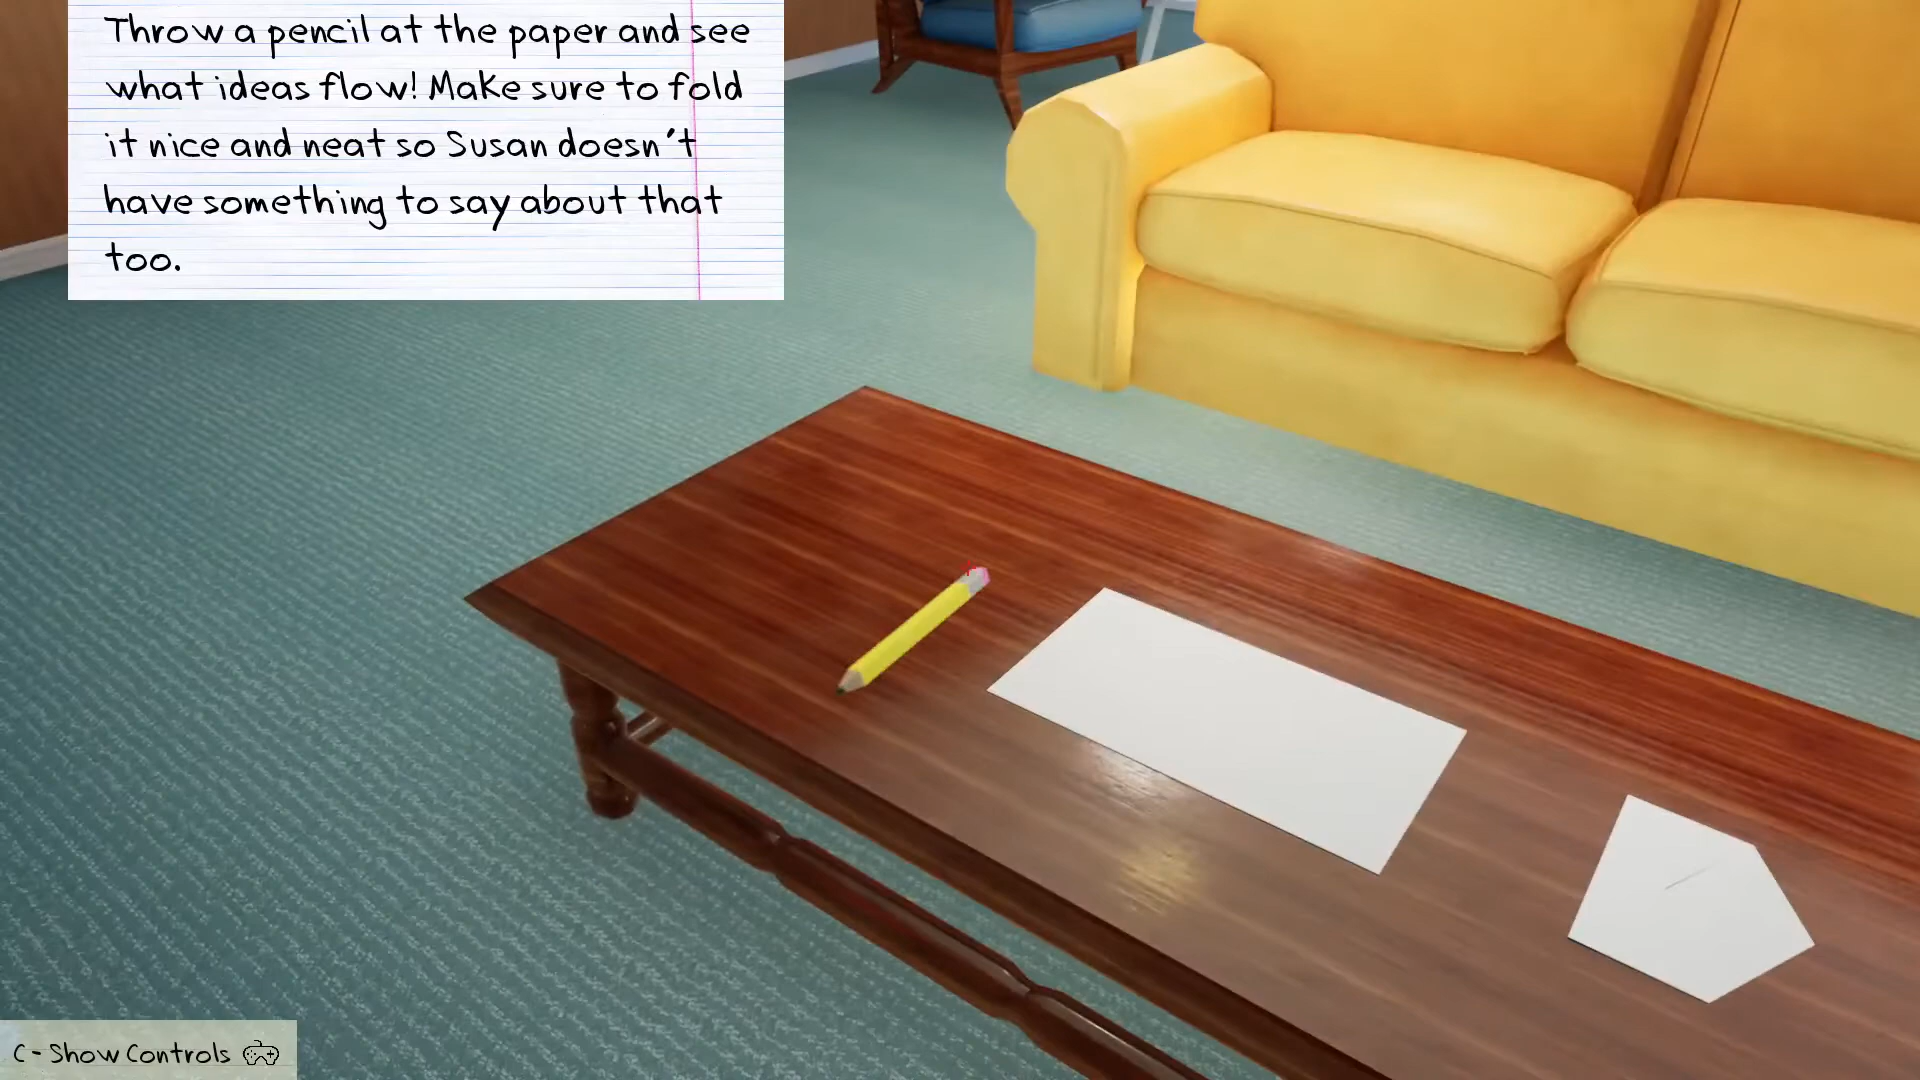 Throw a pencil at the paper and see
what ideas flow! Make sure to fold
it nice and neat so Susan doesn't
have something to say about that
too.
C - Show Controls